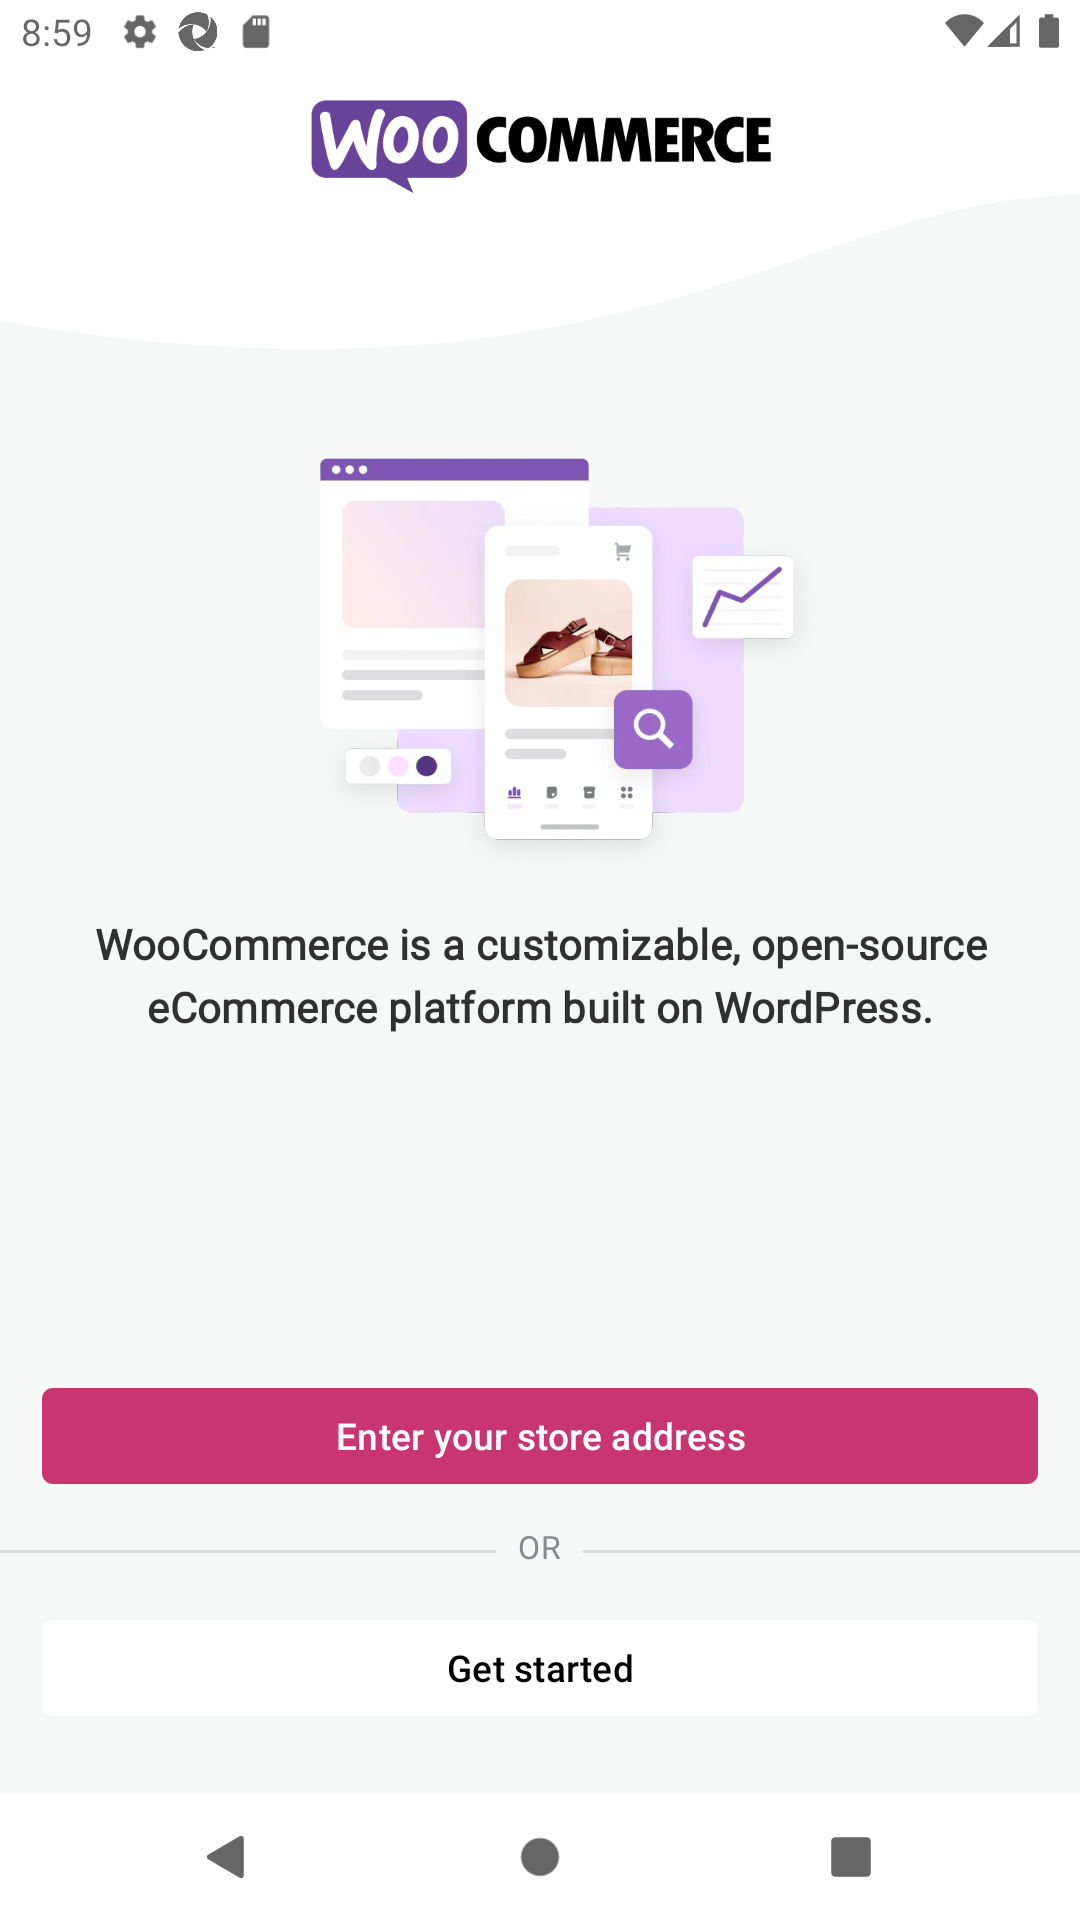 8:59
WOO COMMERCE
WooCommerce is a customizable, open-source
eCommerce platform built on WordPress.
Enter your store address
OR
Get started